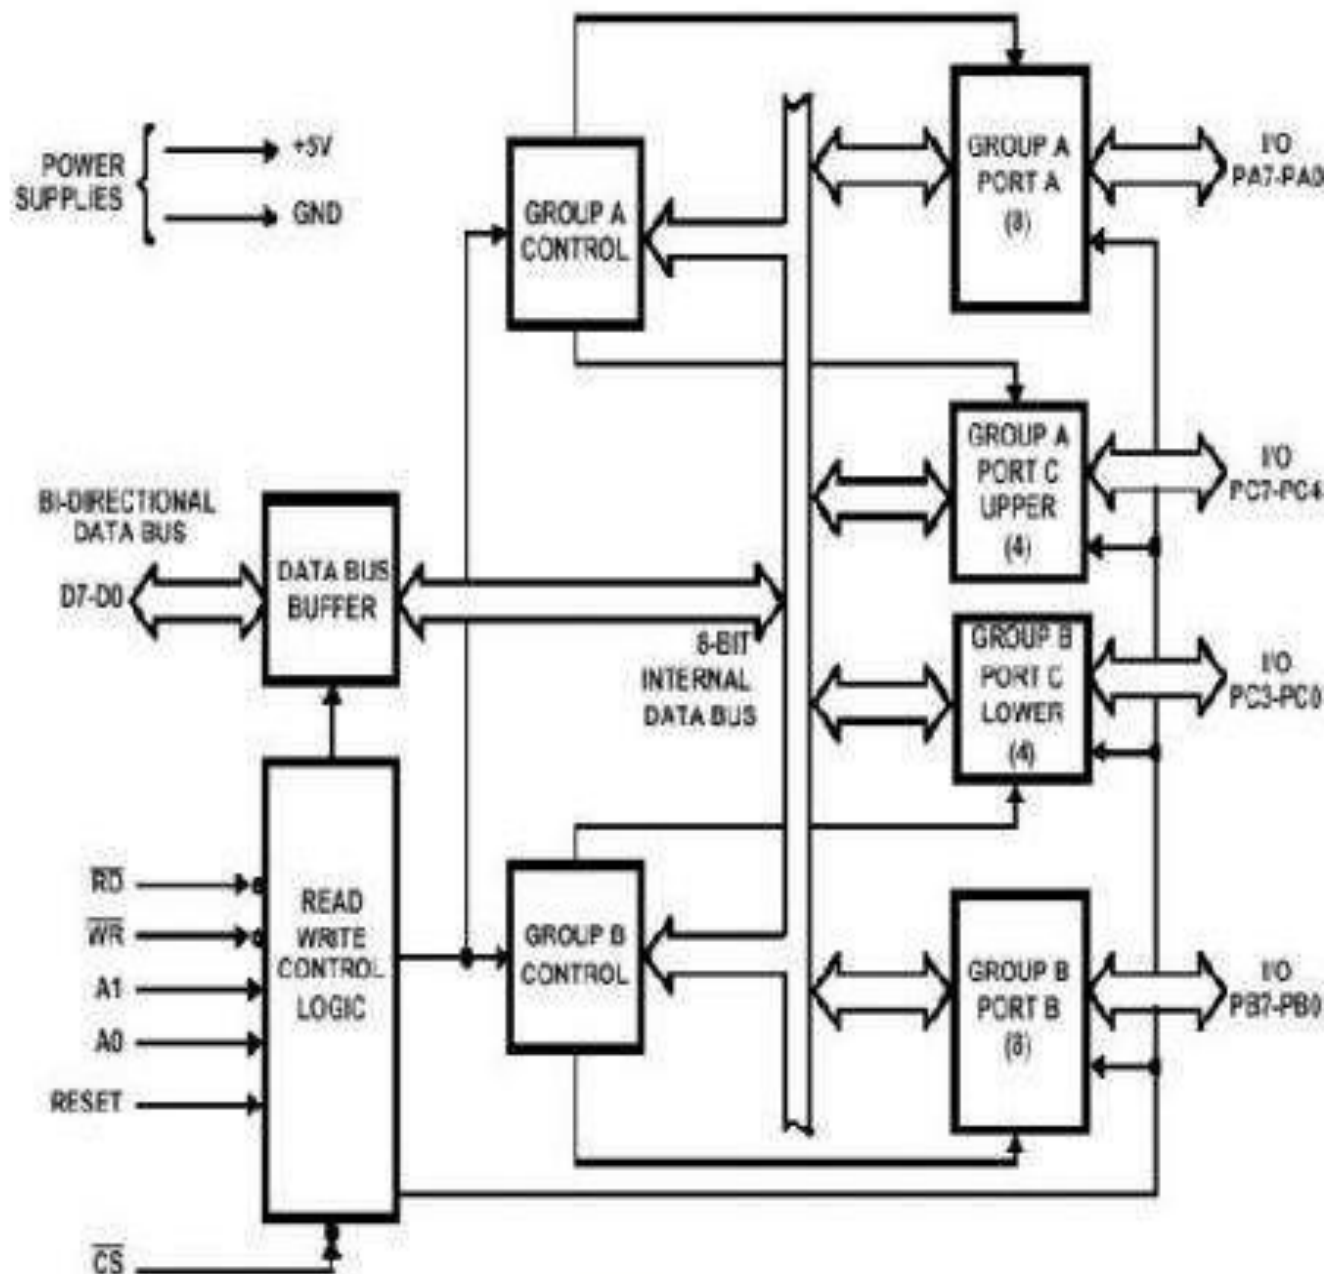 POWER
SUPPLIES
+5V
GND
GROUP A
CONTROL
GROUP A
PORT A
(8)
I/O
PA7-PA0
GROUP A
PORT C
UPPER
(4)
I/O
PC7-PC4
BI-DIRECTIONAL
DATA BUS
D7-D0
DATA BUS
BUFFER
8-BIT
INTERNAL
DATA BUS
GROUP B
PORT C
LOWER
(4)
I/O
PC3-PC0
RD
WR
A1
A0
RESET
CS
READ
WRITE
CONTROL
LOGIC
GROUP B
CONTROL
GROUP B
PORT B
(8)
I/O
PB7-PB0